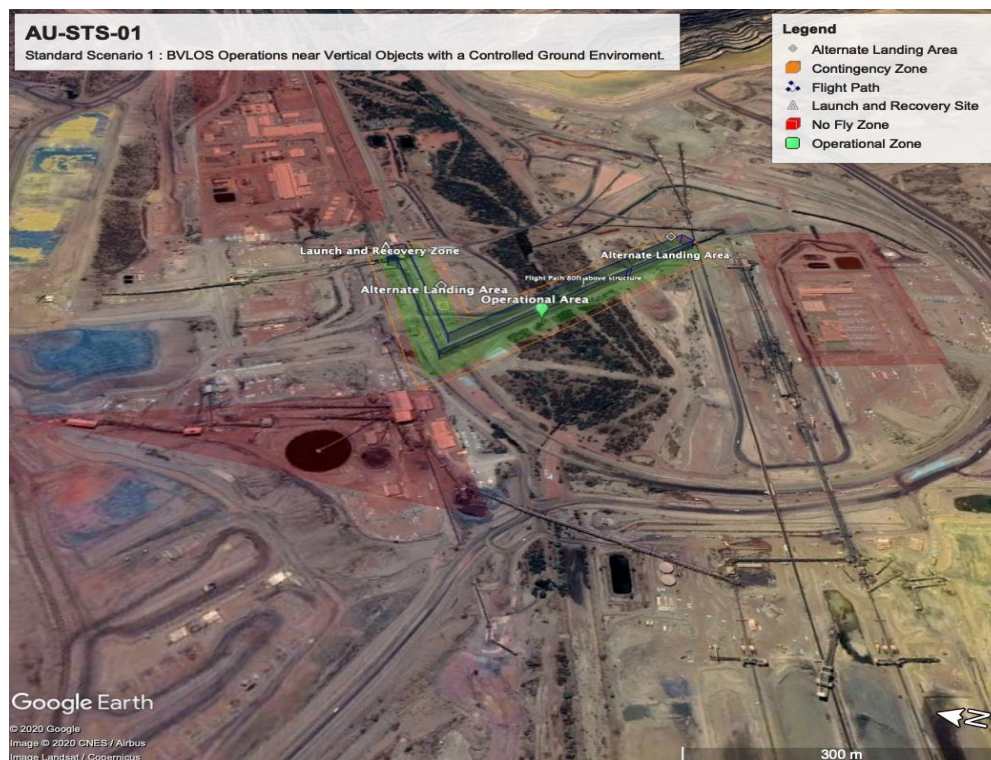 AU-STS-01
Standard Scenario 1 : BVLOS Operations near Vertical Objects with a Controlled Ground Enviroment.
Legend
Alternate Landing Area
Contingency Zone
Flight Path
Launch and Recovery Site
No Fly Zone
Operational Zone
Launch and Recovery Zone
Alternate Landing Area
Flight Path 80ft above structure
Alternate Landing Area
Operational Area
Google Earth
© 2020 Google
Image © 2020 CNES / Airbus
Image Landsat / Copernicus
N
300 m